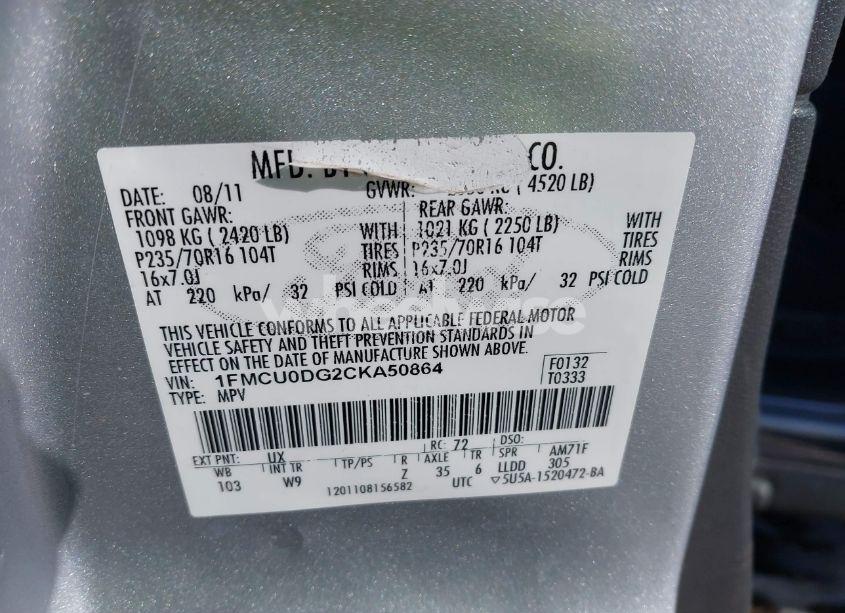 MFD. BY CO.
DATE: 08/11 GVWR: KG ( 4520 LB)
FRONT GAWR: REAR GAWR:
1098 KG ( 2420 LB) WITH 1021 KG ( 2250 LB) WITH
P235/70R16 104T TIRES P235/70R16 104T TIRES
16x7.0J RIMS 16x7.0J RIMS
AT 220 kPa/ 32 PSI COLD AT 220 kPa/ 32 PSI COLD
THIS VEHICLE CONFORMS TO ALL APPLICABLE FEDERAL MOTOR
VEHICLE SAFETY AND THEFT PREVENTION STANDARDS IN
EFFECT ON THE DATE OF MANUFACTURE SHOWN ABOVE.
VIN: 1FMCU0DG2CKA50864 F0132
TYPE: MPV T0333
EXT PNT: UX RC: 72 DSO:
WB INT TR TP/PS R AXLE TR SPR AM71F
103 W9 Z 35 6 LLDD 305
1201108156582 UTC ▽5U5A-1520472-BA